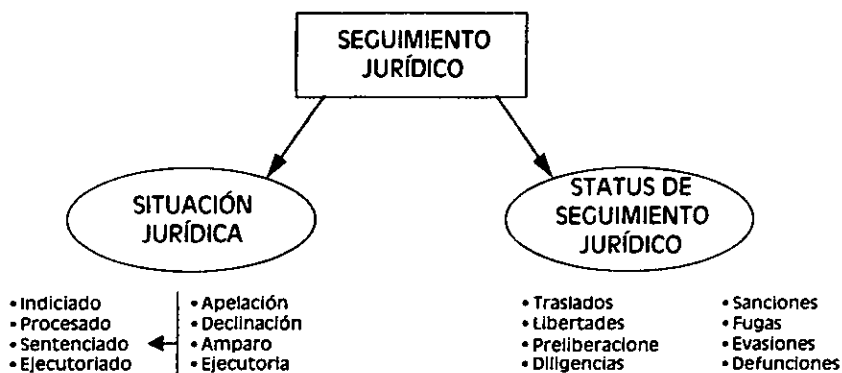 SEGUIMIENTO
JURÍDICO
SITUACIÓN
JURÍDICA
STATUS DE
SEGUIMIENTO
JURÍDICO
• Indiciado
• Procesado
• Sentenciado
• Ejecutoriado
• Apelación
• Declinación
• Amparo
• Ejecutoria
• Traslados
• Libertades
• Preliberacione
• Diligencias
• Sanciones
• Fugas
• Evasiones
• Defunciones